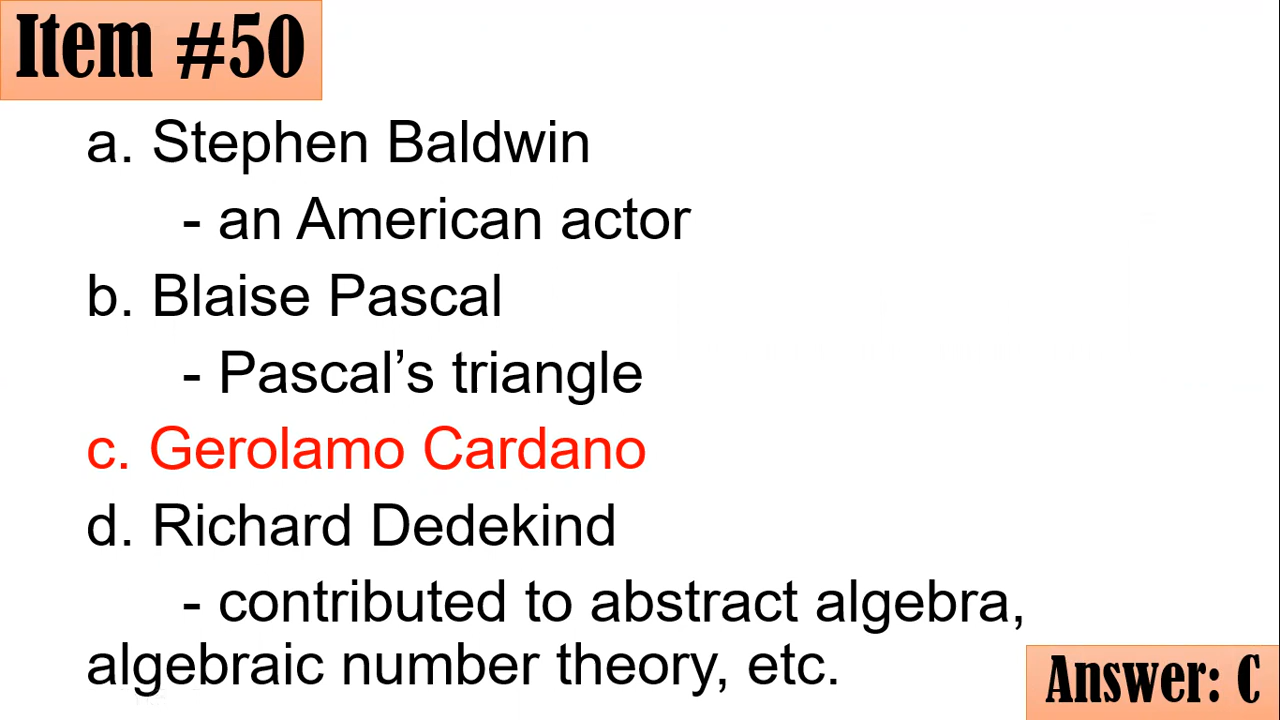 Item #50
a. Stephen Baldwin
- an American actor
b. Blaise Pascal
- Pascal’s triangle
c. Gerolamo Cardano
d. Richard Dedekind
- contributed to abstract algebra,
algebraic number theory, etc.
Answer: C